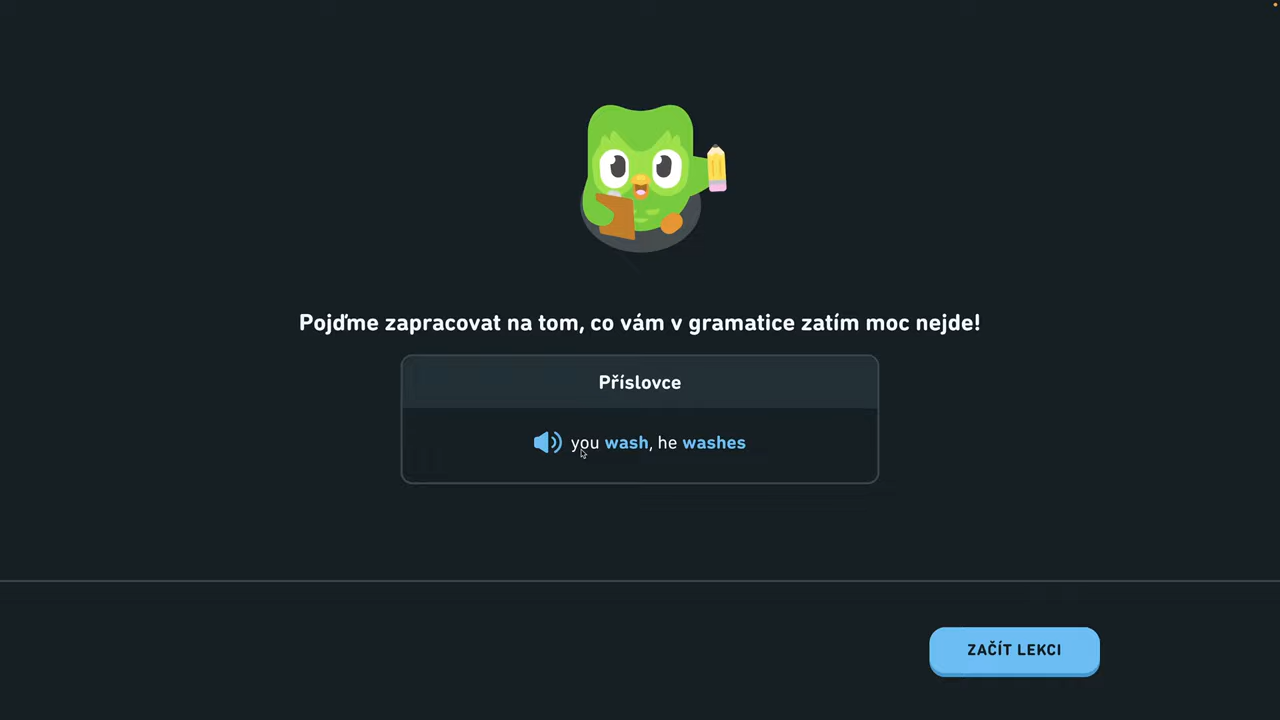 Pojďme zapracovat na tom, co vám v gramatice zatím moc nejde!
Příslovce
you wash, he washes
ZAČÍT LEKCI